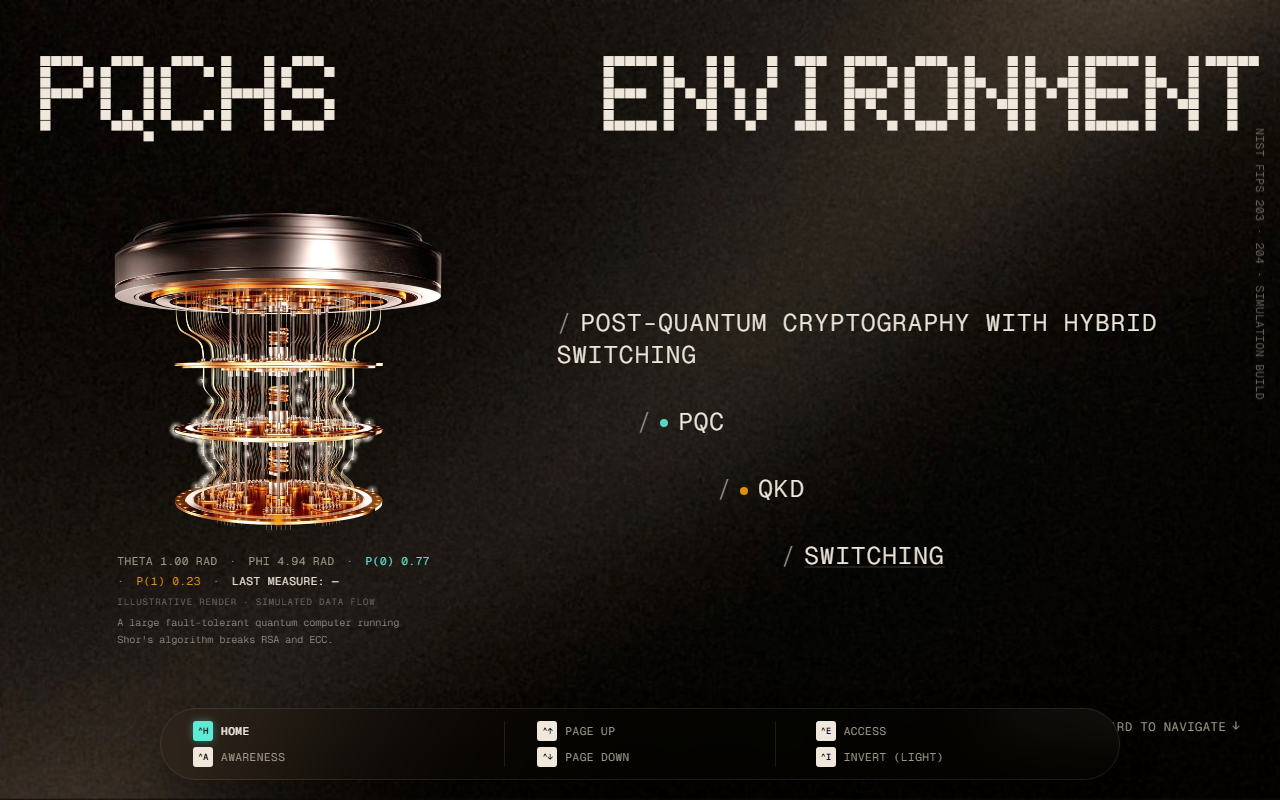 PQCHS ENVIRONMENT
NIST FIPS 203 · 204 · SIMULATION BUILD
/ POST-QUANTUM CRYPTOGRAPHY WITH HYBRID
SWITCHING
/ • PQC
/ • QKD
/ SWITCHING
THETA 1.00 RAD · PHI 4.94 RAD · P(0) 0.77
· P(1) 0.23 · LAST MEASURE: —
ILLUSTRATIVE RENDER · SIMULATED DATA FLOW
A large fault-tolerant quantum computer running
Shor's algorithm breaks RSA and ECC.
^H HOME
^A AWARENESS
^↑ PAGE UP
^↓ PAGE DOWN
^E ACCESS
^I INVERT (LIGHT)
TO NAVIGATE ↓